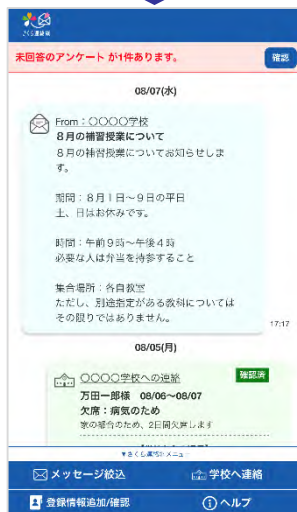 さくら連絡網
未回答のアンケート が1件あります。
確認
08/07(水)
From：〇〇〇〇学校
８月の補習授業について
８月の補習授業についてお知らせしま
す。
期間：８月１日～９日の平日
土、日はお休みです。
時間：午前９時～午後４時
必要な人は弁当を持参すること
集合場所：各自教室
ただし、別途指定がある教科については
その限りではありません。
17:17
08/05(月)
〇〇〇〇学校への連絡
確認済
万田一郎様 08/06～08/07
欠席：病気のため
家の都合のため、2日間欠席します
▼さくら連絡網メニュー
メッセージ絞込
学校へ連絡
登録情報追加/確認
ヘルプ